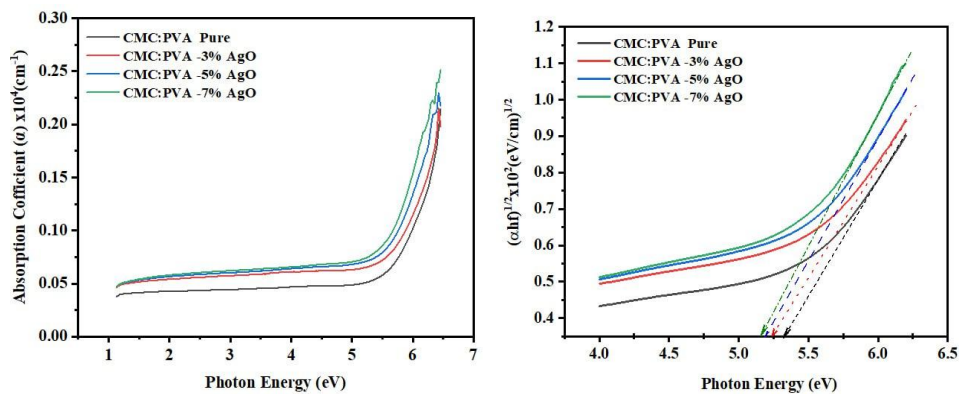 0.30
0.25
0.20
0.15
0.10
0.05
0.00
Absorption Coefficient (α) x10⁴(cm⁻¹)
CMC:PVA Pure
CMC:PVA -3% AgO
CMC:PVA -5% AgO
CMC:PVA -7% AgO
0 1 2 3 4 5 6 7
Photon Energy (eV)
1.2
1.1
1.0
0.9
0.8
0.7
0.6
0.5
0.4
(αhf)¹/²x10²(eV/cm)¹/²
CMC:PVA Pure
CMC:PVA -3% AgO
CMC:PVA -5% AgO
CMC:PVA -7% AgO
4.0 4.5 5.0 5.5 6.0 6.5
Photon Energy (eV)